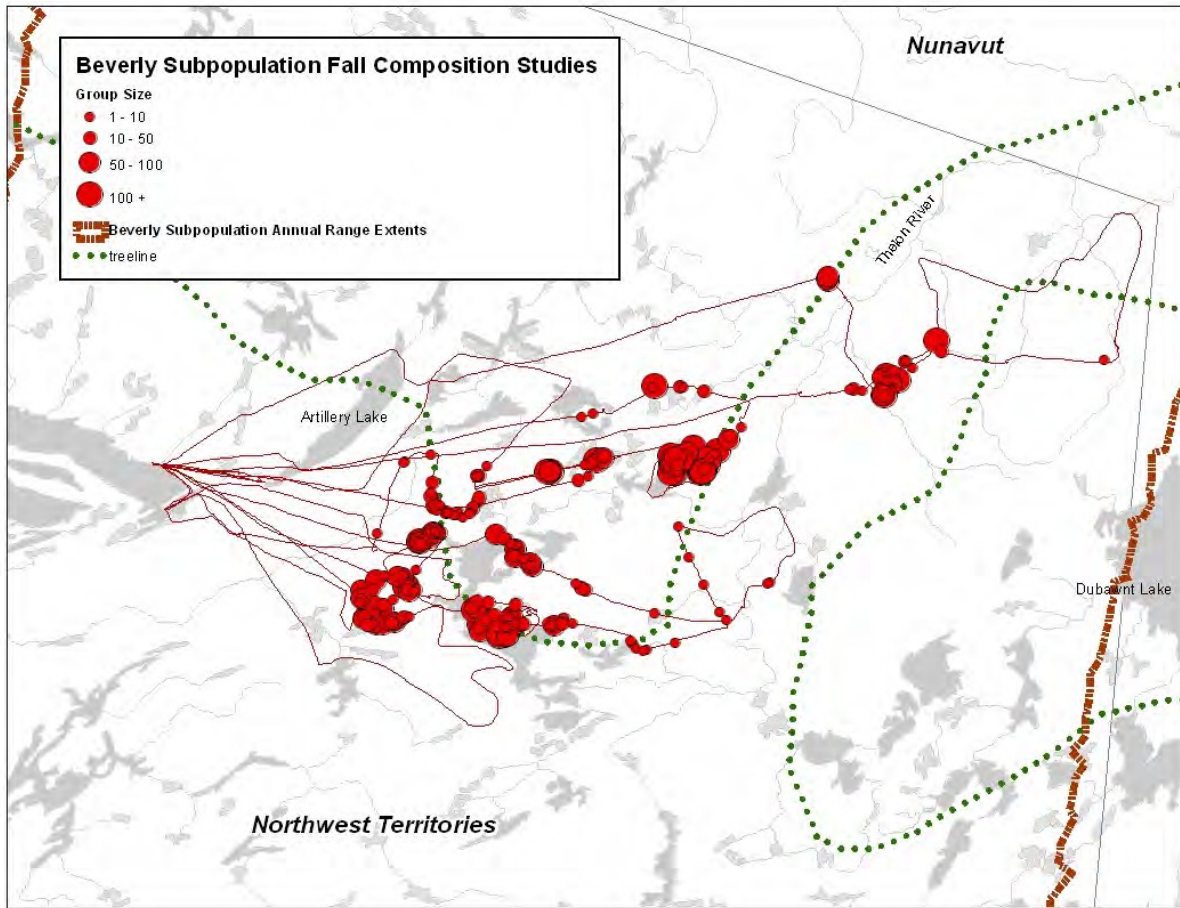 Nunavut
Beverly Subpopulation Fall Composition Studies
Group Size
1 - 10
10 - 50
50 - 100
100 +
Beverly Subpopulation Annual Range Extents
treeline
Thelon River
Artillery Lake
Dubawnt Lake
Northwest Territories